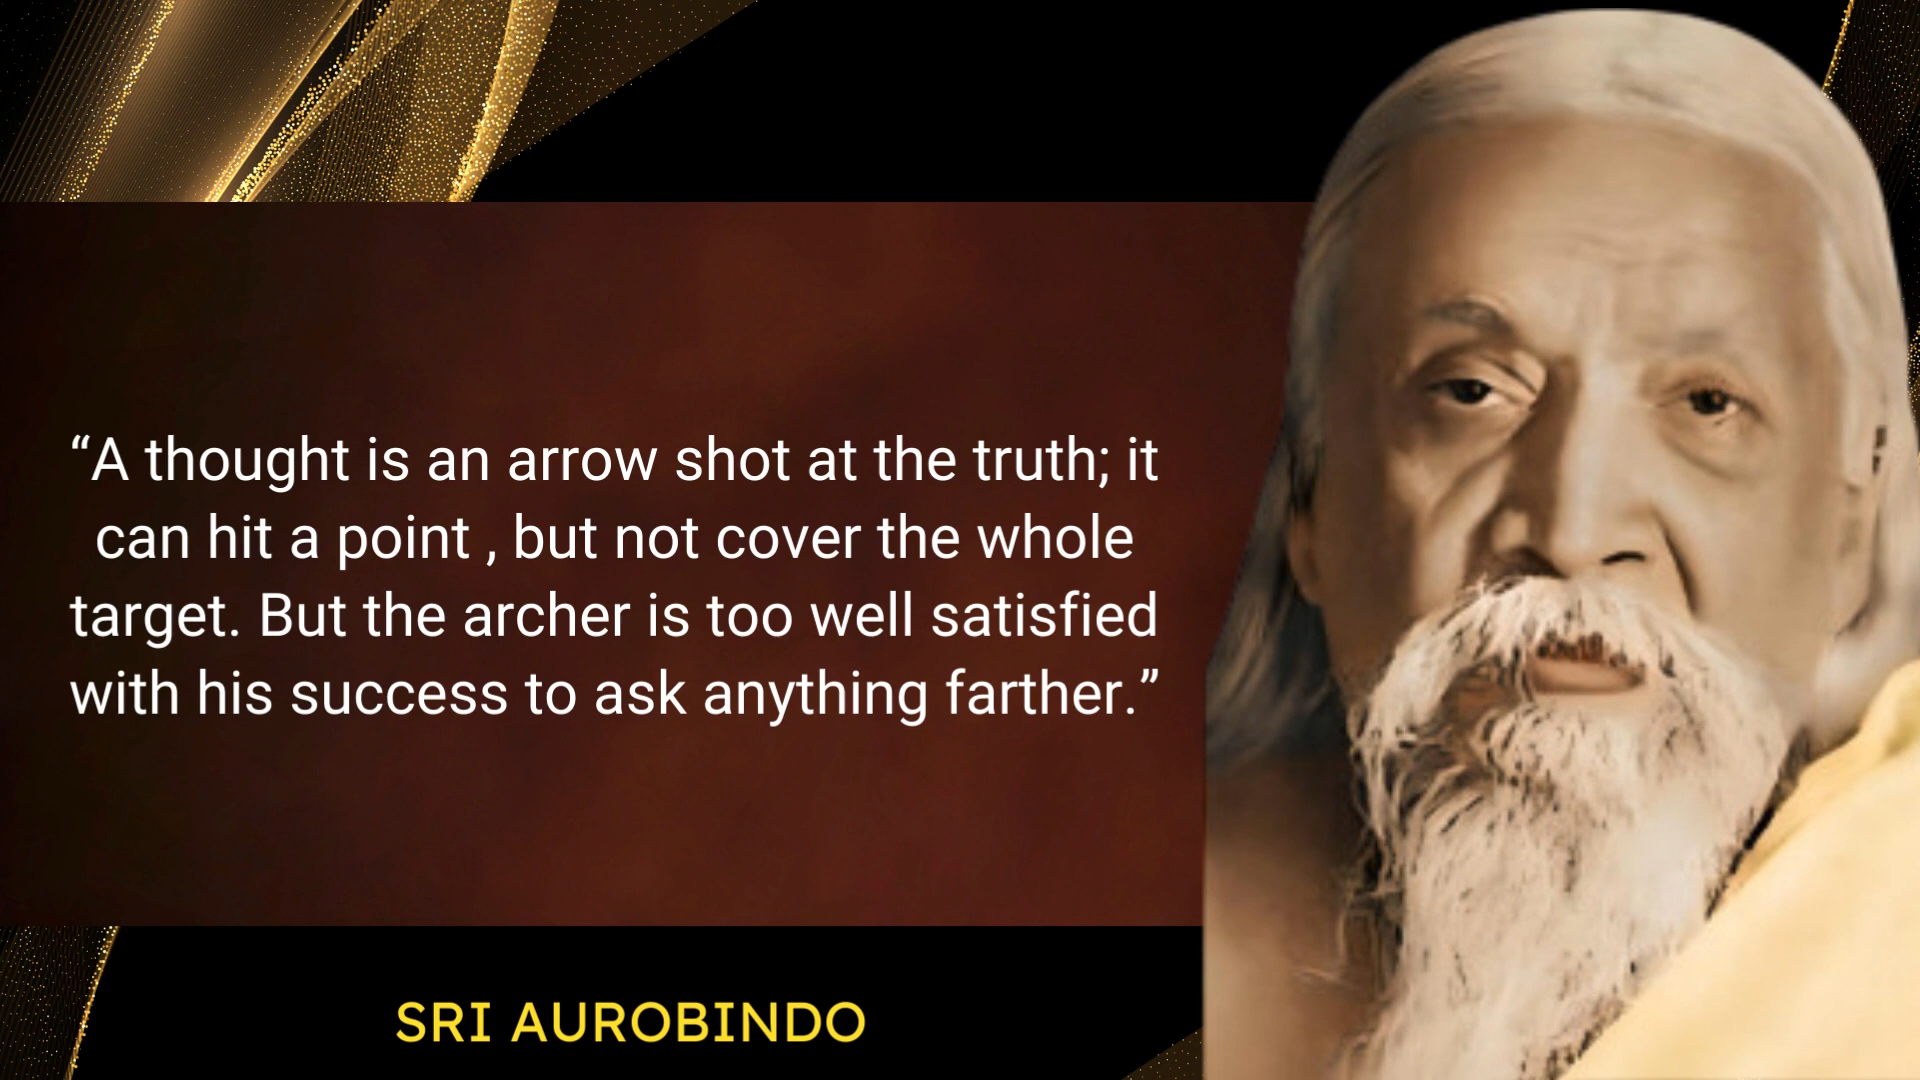 “A thought is an arrow shot at the truth; it
can hit a point , but not cover the whole
target. But the archer is too well satisfied
with his success to ask anything farther.”
SRI AUROBINDO